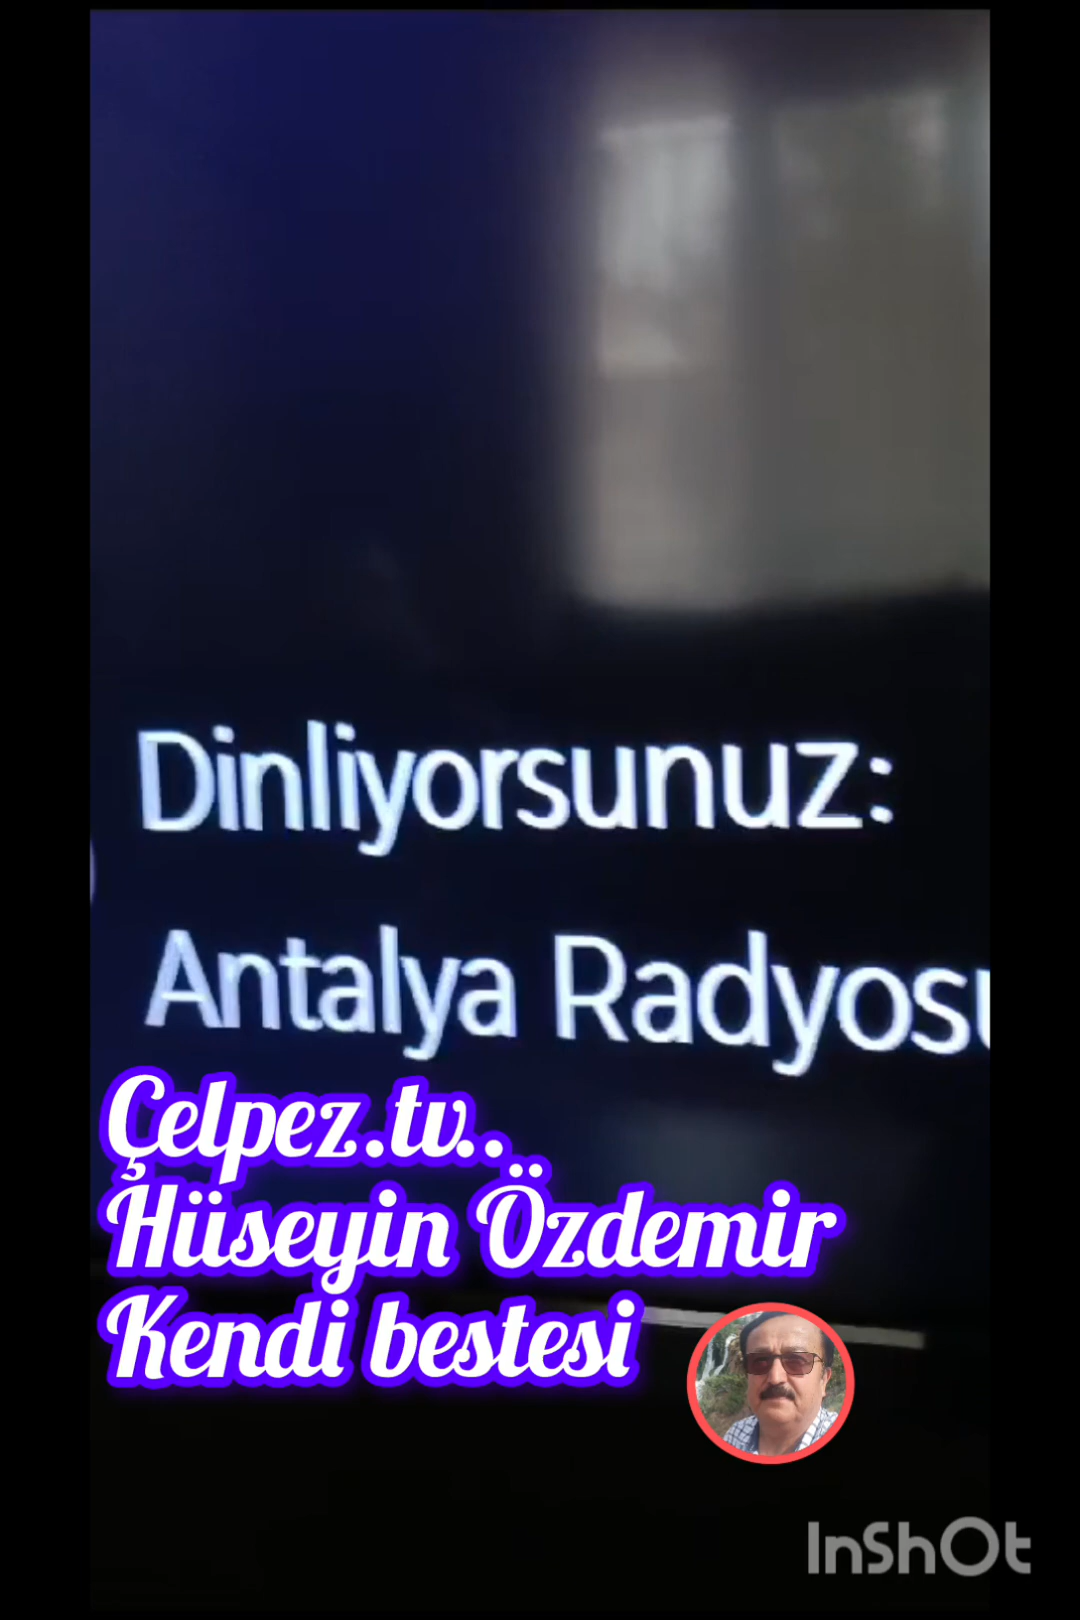 Dinliyorsunuz:
Antalya Radyosu
Çelpez.tv..
Hüseyin Özdemir
Kendi bestesi
InShOt